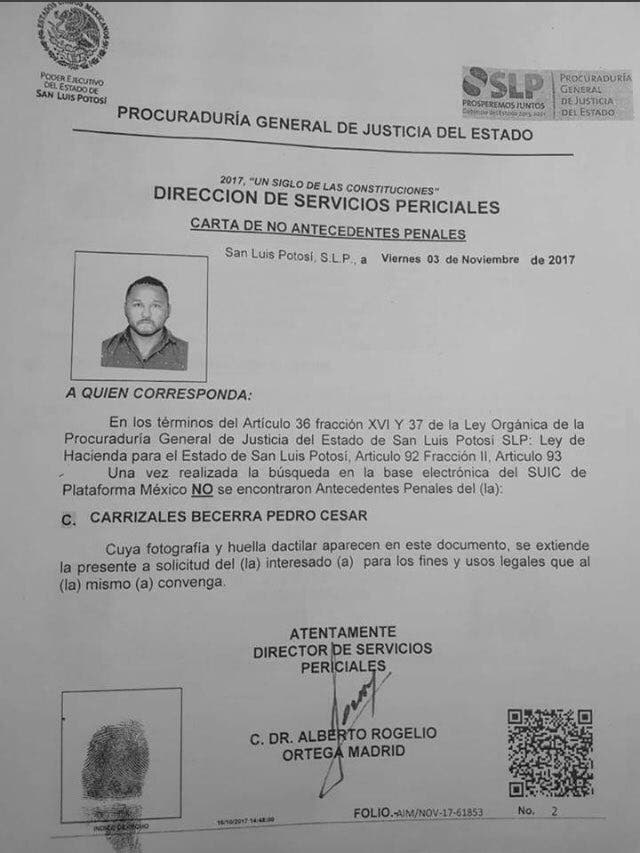 ESTADOS UNIDOS MEXICANOS
PODER EJECUTIVO
DEL ESTADO DE
SAN LUIS POTOSÍ
SLP
PROSPEREMOS JUNTOS
Gobierno del Estado 2015-2021
PROCURADURÍA
GENERAL
DE JUSTICIA
DEL ESTADO
PROCURADURÍA GENERAL DE JUSTICIA DEL ESTADO
2017, "UN SIGLO DE LAS CONSTITUCIONES"
DIRECCION DE SERVICIOS PERICIALES
CARTA DE NO ANTECEDENTES PENALES
San Luis Potosí, S.L.P., a Viernes 03 de Noviembre de 2017
A QUIEN CORRESPONDA:
En los términos del Artículo 36 fracción XVI Y 37 de la Ley Orgánica de la
Procuraduría General de Justicia del Estado de San Luis Potosí SLP: Ley de
Hacienda para el Estado de San Luis Potosí, Articulo 92 Fracción II, Articulo 93
Una vez realizada la búsqueda en la base electrónica del SUIC de
Plataforma México NO se encontraron Antecedentes Penales del (la):
C. CARRIZALES BECERRA PEDRO CESAR
Cuya fotografía y huella dactilar aparecen en este documento, se extiende
la presente a solicitud del (la) interesado (a) para los fines y usos legales que al
(la) mismo (a) convenga.
ATENTAMENTE
DIRECTOR DE SERVICIOS
PERICIALES
C. DR. ALBERTO ROGELIO
ORTEGA MADRID
INDICE DERECHO
16/10/2017 14:48:00
FOLIO.-AIM/NOV-17-61853
No. 2